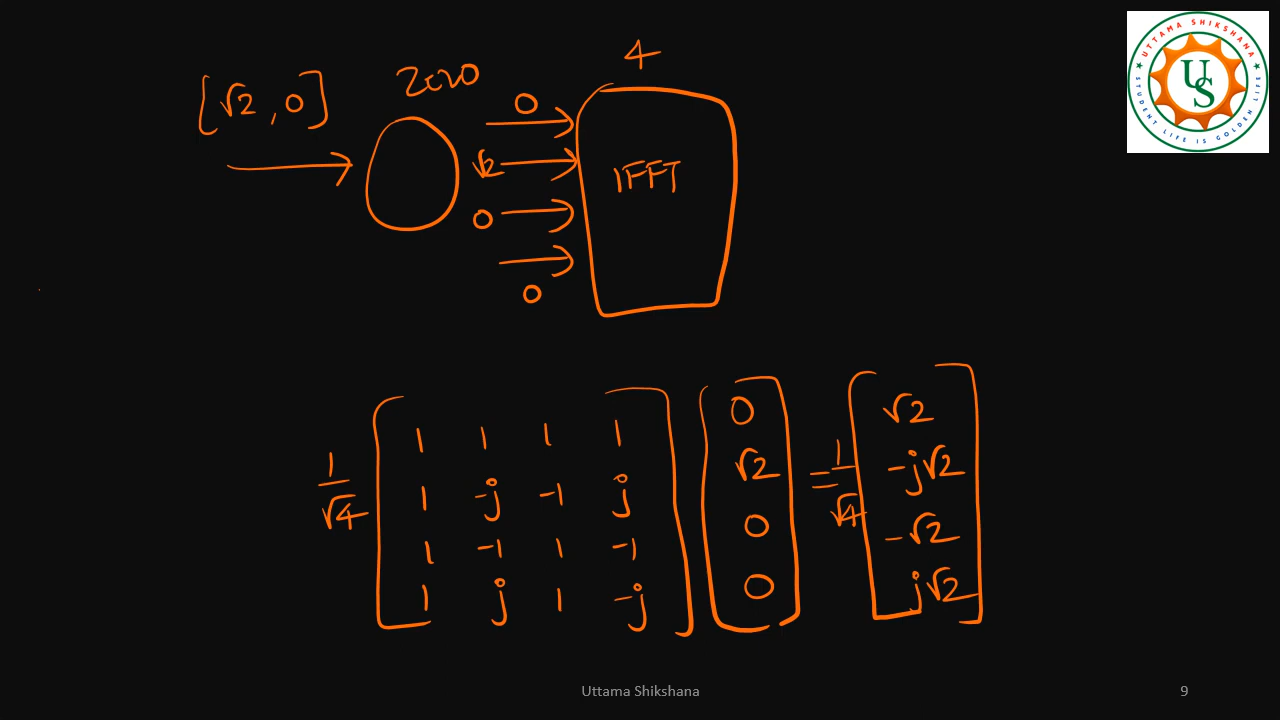 UTTAMA SHIKSHANA
US
STUDENT LIFE IS GOLDEN LIFE
4
[√2, 0]
0
√2
0
0
IFFT
1/√4 [1 1 1 1] [0] = 1/√4 [√2]
[1 -j -1 j] [√2] [-j√2]
[1 -1 1 -1] [0] [-√2]
[1 j 1 -j] [0] [j√2]
Uttama Shikshana
9